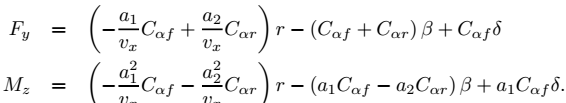 F_y = \left( -\frac{a_1}{v_x} C_{\alpha f} + \frac{a_2}{v_x} C_{\alpha r} \right) r - \left( C_{\alpha f} + C_{\alpha r} \right) \beta + C_{\alpha f} \delta
M_z = \left( -\frac{a_1^2}{v_x} C_{\alpha f} - \frac{a_2^2}{v_x} C_{\alpha r} \right) r - \left( a_1 C_{\alpha f} - a_2 C_{\alpha r} \right) \beta + a_1 C_{\alpha f} \delta.